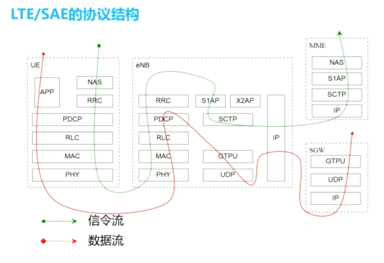 LTE/SAE的协议结构
UE
APP
NAS
RRC
PDCP
RLC
MAC
PHY
eNB
RRC
S1AP
X2AP
PDCP
SCTP
RLC
IP
MAC
GTPU
PHY
UDP
MME
NAS
S1AP
SCTP
IP
SGW
GTPU
UDP
IP
信令流
数据流